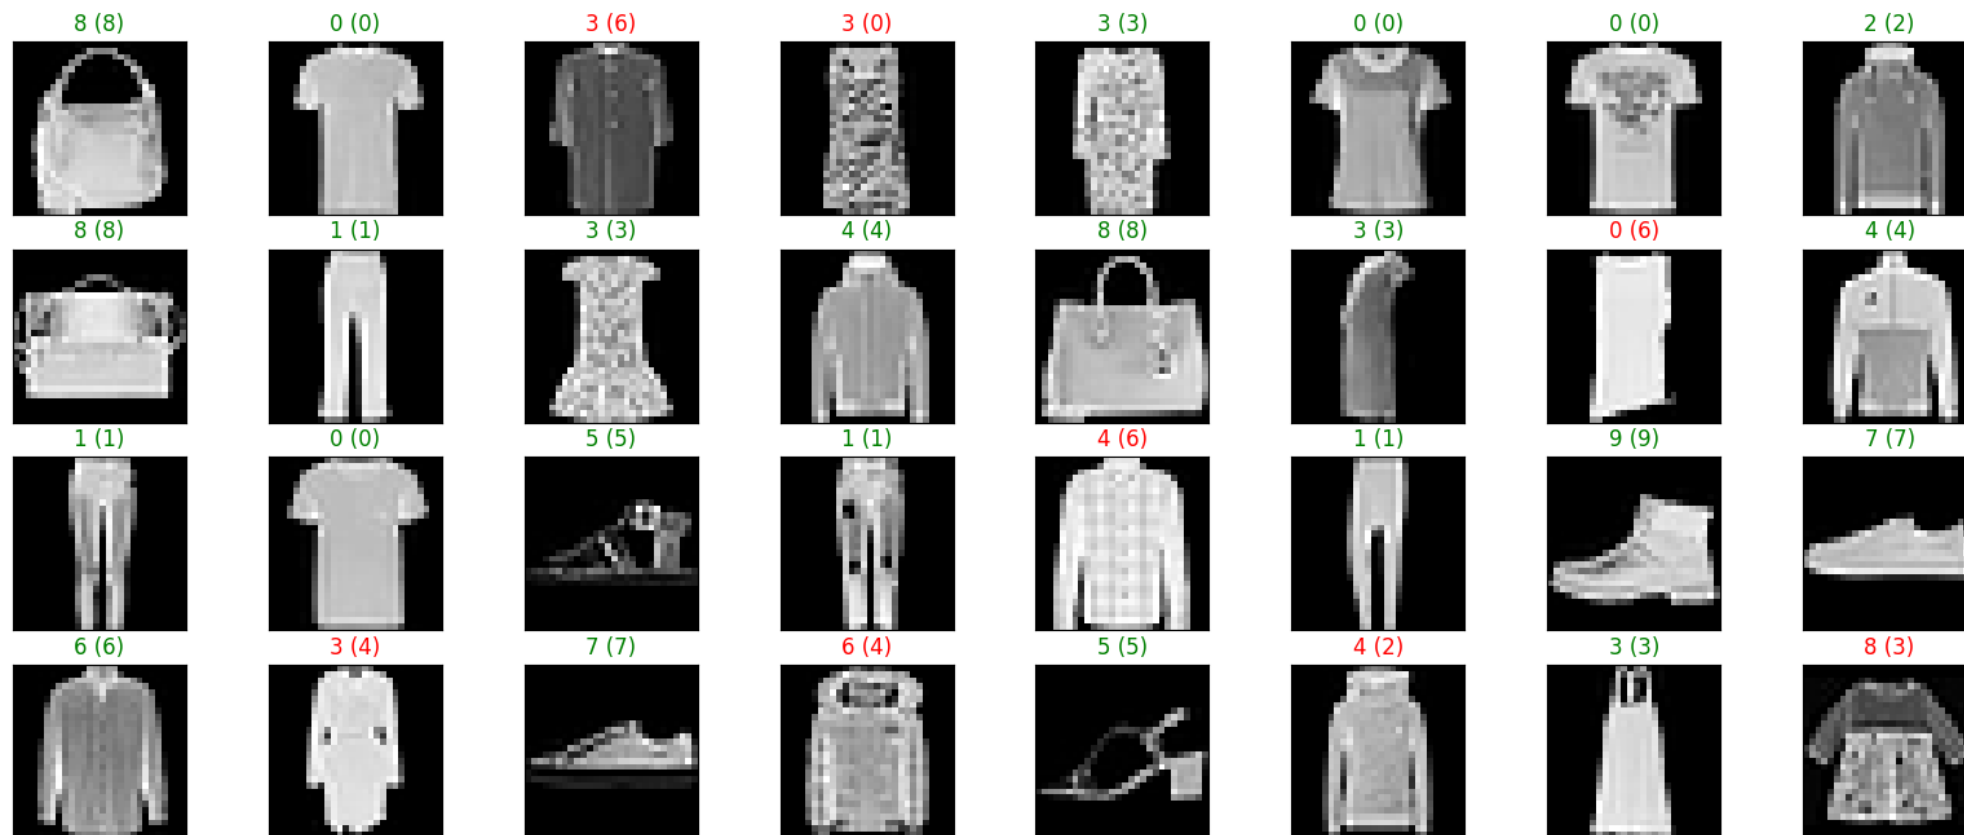 8 (8) 0 (0) 3 (6) 3 (0) 3 (3) 0 (0) 0 (0) 2 (2)
8 (8) 1 (1) 3 (3) 4 (4) 8 (8) 3 (3) 0 (6) 4 (4)
1 (1) 0 (0) 5 (5) 1 (1) 4 (6) 1 (1) 9 (9) 7 (7)
6 (6) 3 (4) 7 (7) 6 (4) 5 (5) 4 (2) 3 (3) 8 (3)